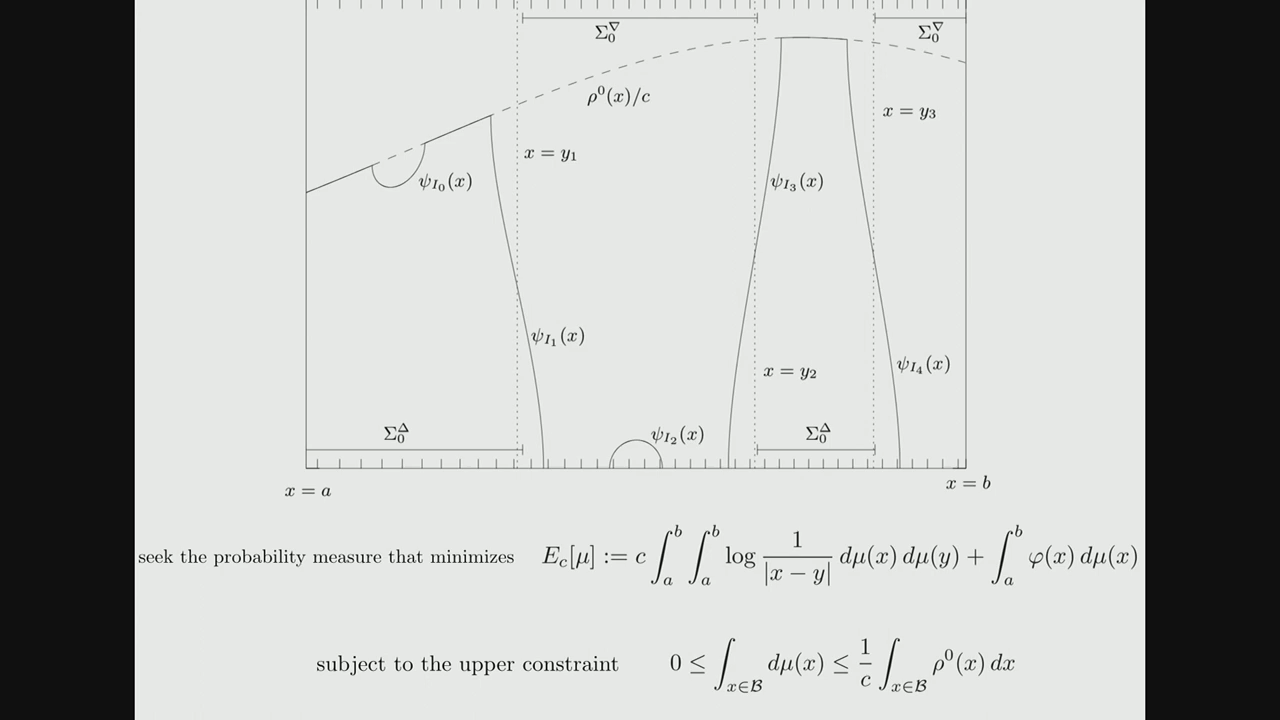 Σ₀^∇ Σ₀^∇
ρ⁰(x)/c
x = y₃
x = y₁
ψ_{I₀}(x) ψ_{I₃}(x)
ψ_{I₁}(x)
ψ_{I₄}(x)
x = y₂
Σ₀^Δ ψ_{I₂}(x) Σ₀^Δ
x = a x = b
seek the probability measure that minimizes E_c[μ] := c ∫_a^b ∫_a^b log 1/|x − y| dμ(x) dμ(y) + ∫_a^b φ(x) dμ(x)
subject to the upper constraint 0 ≤ ∫_{x∈ℬ} dμ(x) ≤ 1/c ∫_{x∈ℬ} ρ⁰(x) dx